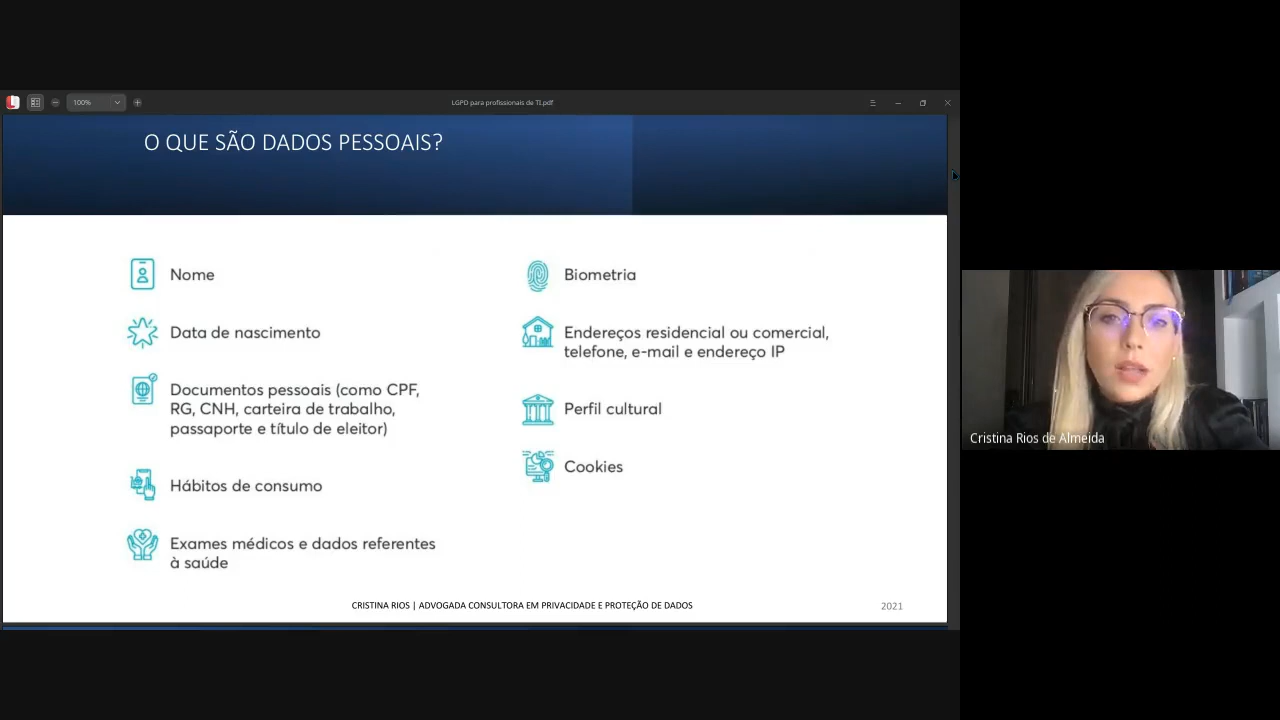 100%
LGPD para profissionais de TI.pdf
O QUE SÃO DADOS PESSOAIS?
Nome
Data de nascimento
Documentos pessoais (como CPF,
RG, CNH, carteira de trabalho,
passaporte e título de eleitor)
Hábitos de consumo
Exames médicos e dados referentes
à saúde
Biometria
Endereços residencial ou comercial,
telefone, e-mail e endereço IP
Perfil cultural
Cookies
CRISTINA RIOS | ADVOGADA CONSULTORA EM PRIVACIDADE E PROTEÇÃO DE DADOS
2021
Cristina Rios de Almeida